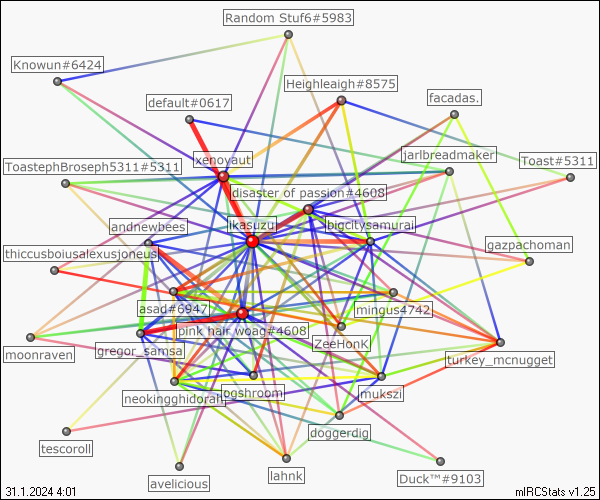 Random Stuf6#5983
Knowun#6424
Heighleaigh#8575
default#0617
facadas.
xenoyaut
jarlbreadmaker
Toast#5311
ToastephBroseph5311#5311
disaster of passion#4608
andnewbees
ikasuzu
bigcitysamurai
gazpachoman
thiccusboiusalexusjoneus
asad#6947
mingus4742
pink hair woag#4608
ZeeHonK
moonraven
gregor_samsa
turkey_mcnugget
neokingghidorah
ogshroom
mukszi
doggerdig
tescoroll
lahnk
avelicious
Duck™#9103
31.1.2024 4:01
mIRCStats v1.25